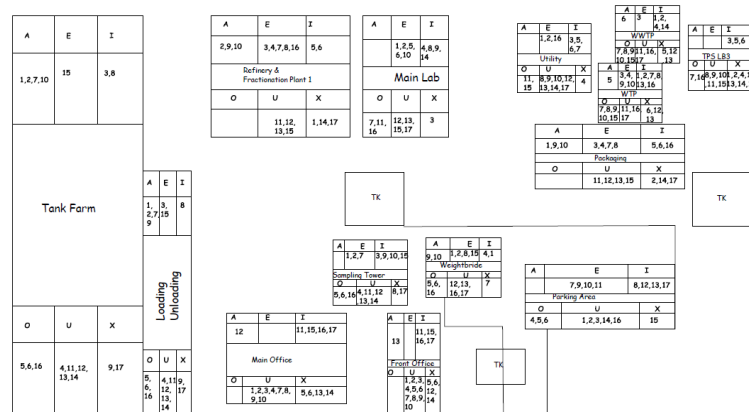 A E I
1,2,7,10 15 3,8
Tank Farm
O U X
5,6,16 4,11,12, 9,17
13,14
A E I
1, 3, 8
2,7, 15
9
Loading
Unloading
O U X
5, 4,11 9,
6, 12, 17
16 13,
14
A E I
2,9,10 3,4,7,8,16 5,6
Refinery &
Fractionation Plant 1
O U X
11,12, 1,14,17
13,15
A E I
1,2,5, 4,8,9,
6,10 14
Main Lab
O U X
7,11, 12,13, 3
16 15,17
A E I
1,2,16 3,5,
6,7
Utility
O U X
11, 8,9,10,12, 4
15 13,14,17
A E I
6 3 1,2,
4,14
WWTP
O U X
7,8,9 11,16, 5,12
10,15 17 13
A E I
5 3,4, 1,2,7,8,
9,10 13,16
WTP
O U X
7,8,9, 11,16 6,12,
10,15 17 13
3,5,6
TPS LB3
O U X
7,16 8,9,10 1,2,4,1
,11,15 13,14,
A E I
1,9,10 3,4,7,8 5,6,16
Packaging
O U X
11,12,13,15 2,14,17
TK
TK
A E I
1,2,7 3,9,10,15
Sampling Tower
O U X
5,6,16 4,11,12 8,17
,13,14
A E I
9,10 1,2,8,15 4,1
Weightbride
O U X
5,6, 12,13, 7
16 16,17
A E I
7,9,10,11 8,12,13,17
Parking Area
O U X
4,5,6 1,2,3,14,16 15
A E I
12 11,15,16,17
Main Office
O U X
1,2,3,4,7,8, 5,6,13,14
9,10
A E I
13 11,15,
16,17
Front Office
O U X
1,2,3, 5,6,
4,5,6 12,
7,8,9, 14
10
TK